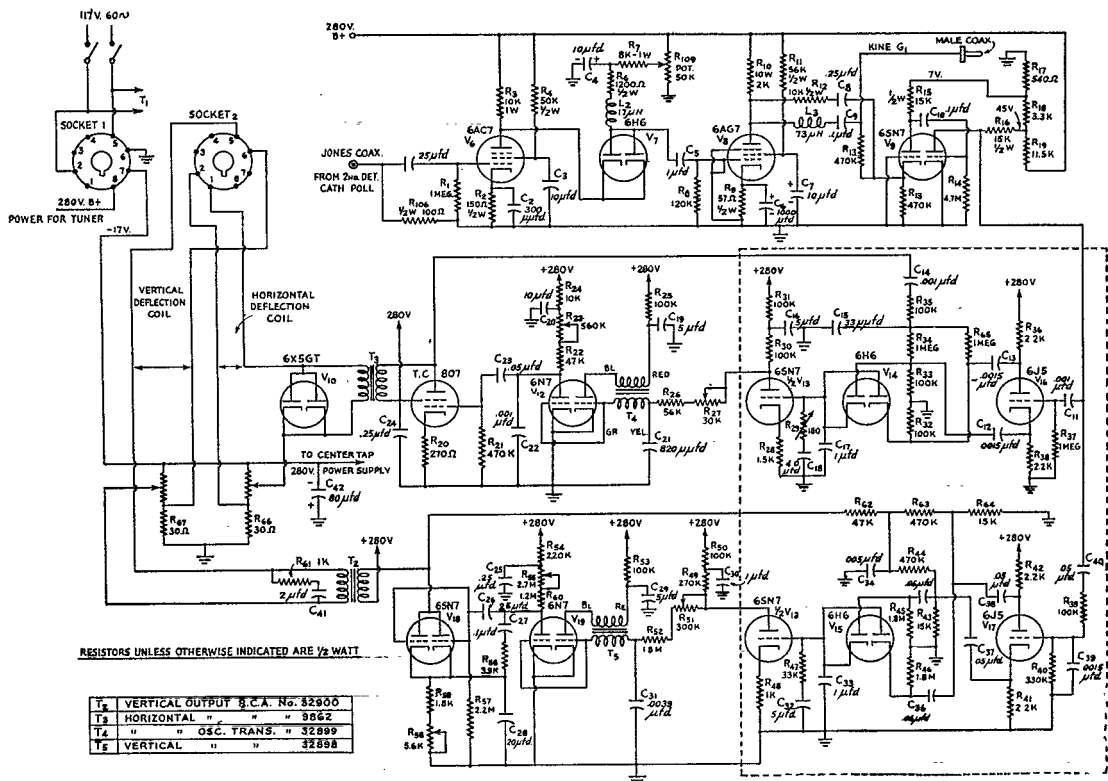 117V. 60~
T1
SOCKET 1
SOCKET 2
280V. B+
POWER FOR TUNER
-17V.
VERTICAL
DEFLECTION
COIL
HORIZONTAL
DEFLECTION
COIL
280V.
B+
JONES COAX.
FROM 2ND DET.
CATH POLL
.25µfd
R106
½W 100Ω
R1
1MEG
R3
10K
1W
R4
50K
½W
6AC7
V6
R2
150Ω
½W
C2
300
µµfd
C3
10µfd
10µfd
C4
R7
8K-1W
R6
1200Ω
½W
L2
17µH
6H6
V7
R109
POT.
50K
C5
.1µfd
R8
120K
6AG7
V8
R9
57Ω
½W
C6
1000
µµfd
C7
10µfd
R10
10W
2K
R11
56K
½W
R12
10K ½W
.25µfd
C8
L3
73µH
C9
.1µfd
R13
470K
KINE G1
MALE COAX.
7V.
R15
15K
½W
C10
.1µfd
6SN7
V9
R13
470K
R14
4.7M
45V
R16
15K
½W
R17
540Ω
R18
3.3K
R19
11.5K
6X5GT
V10
T3
280V
T.C
807
C24
.25µfd
R20
270Ω
R21
470K
C23
.05µfd
.001
µfd
C22
+280V
R24
10K
10µfd
C20
R23
560K
R22
47K
6N7
V12
BL
RED
GR
YEL
T4
+280V
R25
100K
C19
5µfd
R26
56K
R27
30K
C21
820µµfd
+280V
R31
100K
R30
100K
C16
.5µfd
C15
33µµfd
6SN7
½V13
R28
1.5K
R29
180
4.0
µfd
C18
C17
1µfd
6H6
V14
C14
.001µfd
R35
100K
R34
1MEG
R33
100K
R32
100K
R65
1MEG
C13
.0015
µfd
C12
.0015µfd
+280V
R36
2.2K
6J5
V16
.001
µfd
C11
R38
2.2K
R37
1MEG
TO CENTER TAP
280V. POWER SUPPLY
C42
80µfd
R67
30Ω
R66
30Ω
R61 1K
2µfd
C41
T2
+280V
6SN7
V18
R59
1.8K
R58
5.6K
R57
2.2M
C25
.25
µfd
C26
.1µfd
C27
R56
3.9K
C28
20µfd
+280V
R54
220K
R55
2.7M
1.2M
R60
6N7
V19
BL
RE
T5
+280V
R53
100K
C29
.5µfd
R52
1.8M
R51
300K
C31
.0039
µfd
+280V
R50
100K
R49
270K
C30
.1µfd
6SN7
½V13
R48
1K
R47
33K
C32
5µfd
C33
1µfd
6H6
V15
R62
47K
R63
470K
R64
15K
.005µfd
C34
R44
470K
R45
1.8M
R43
15K
R46
1.8M
C36
C37
.05µfd
.05
µfd
C38
+280V
R42
2.2K
6J5
V17
R41
2.2K
R40
330K
C39
.0015
µfd
C40
.05
µfd
R39
100K
RESISTORS UNLESS OTHERWISE INDICATED ARE ½ WATT
T2 VERTICAL OUTPUT R.C.A. No. 32900
T3 HORIZONTAL " " " 9862
T4 " " OSC. TRANS. " 32899
T5 VERTICAL " " " 32898